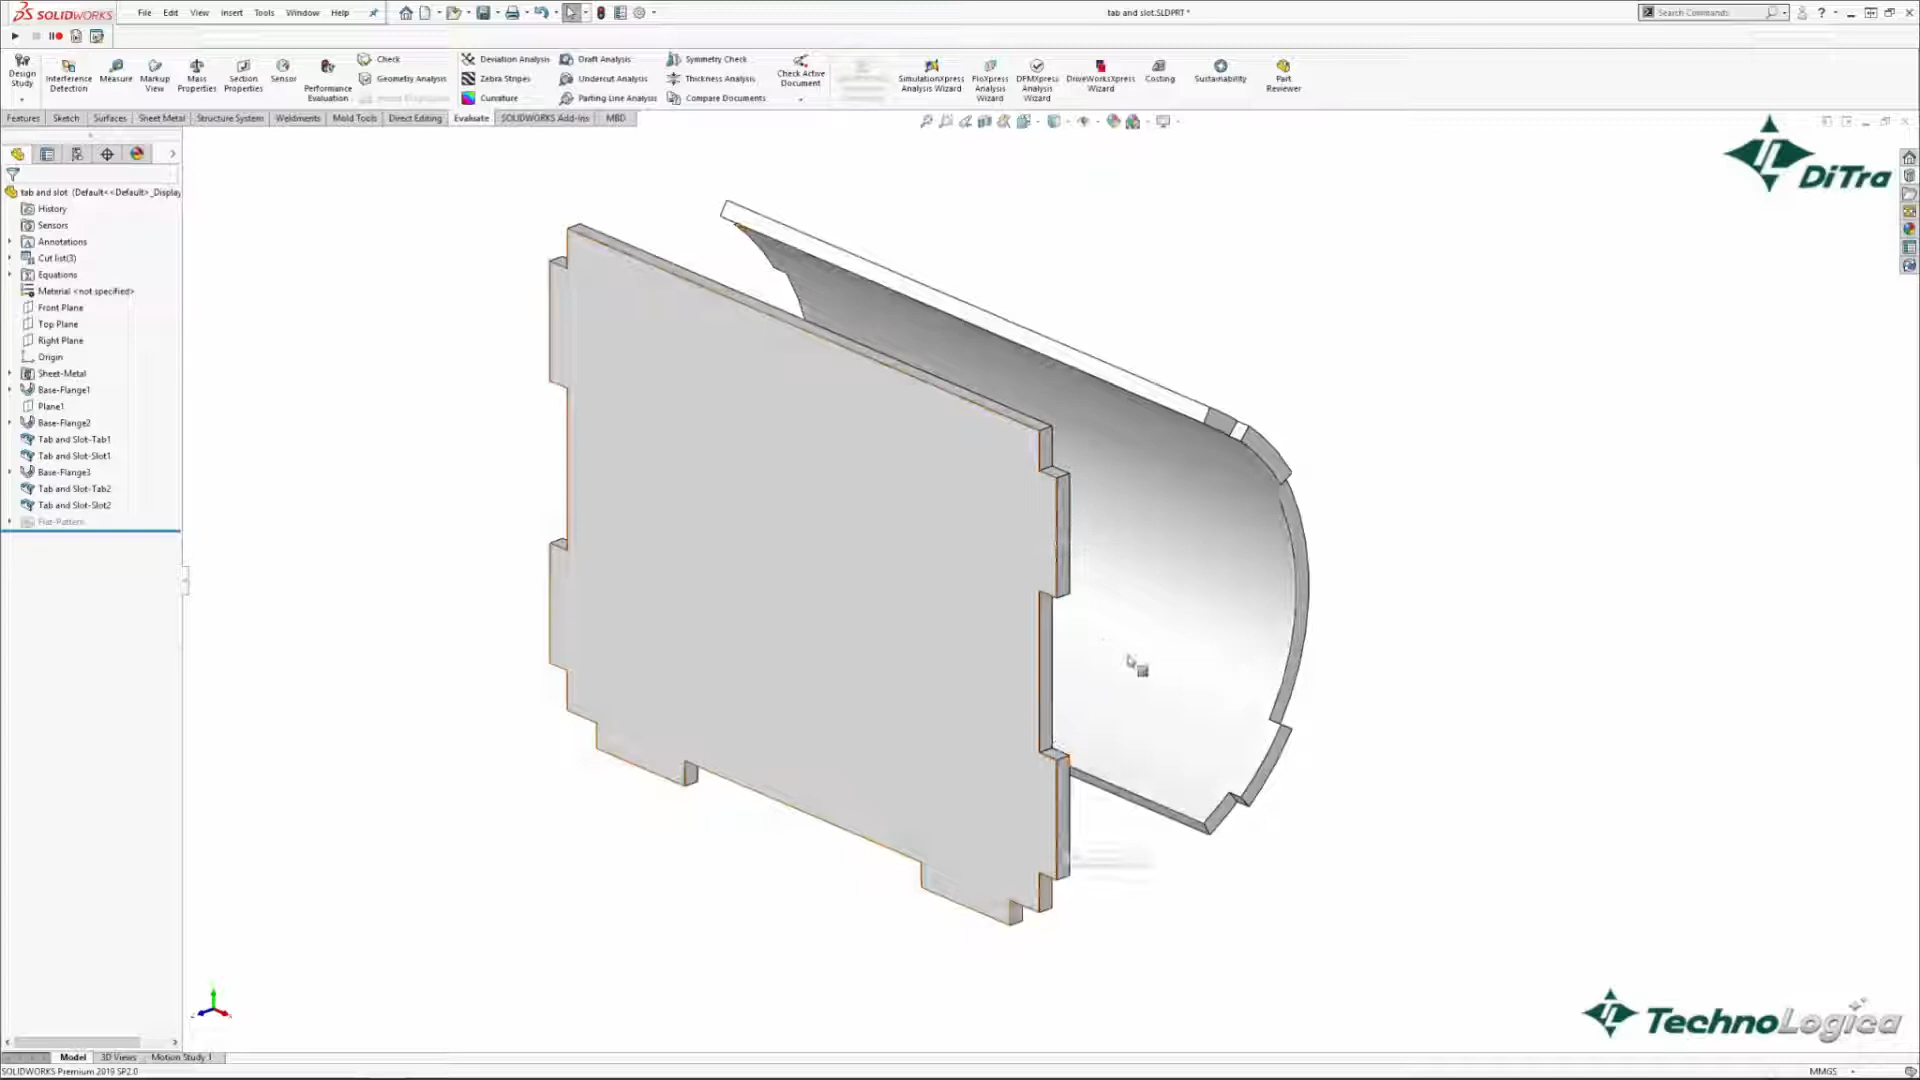 SOLIDWORKS File Edit View Insert Tools Window Help
tab and slot.SLDPRT *
Search Commands
?
Design Study
Interference Detection
Measure
Markup View
Mass Properties
Section Properties
Sensor
Performance Evaluation
Check
Geometry Analysis
Deviation Analysis
Zebra Stripes
Curvature
Draft Analysis
Undercut Analysis
Parting Line Analysis
Symmetry Check
Thickness Analysis
Compare Documents
Check Active Document
SimulationXpress Analysis Wizard
FloXpress Analysis Wizard
DFMXpress Analysis Wizard
DriveWorksXpress Wizard
Costing
Sustainability
Part Reviewer
Features Sketch Surfaces Sheet Metal Structure System Weldments Mold Tools Direct Editing Evaluate SOLIDWORKS Add-Ins MBD
DiTra
tab and slot (Default<<Default>_Display
History
Sensors
Annotations
Cut list(3)
Equations
Material <not specified>
Front Plane
Top Plane
Right Plane
Origin
Sheet-Metal
Base-Flange1
Plane1
Base-Flange2
Tab and Slot-Tab1
Tab and Slot-Slot1
Base-Flange3
Tab and Slot-Tab2
Tab and Slot-Slot2
Flat-Pattern
TechnoLogica
Model 3D Views Motion Study 1
SOLIDWORKS Premium 2019 SP2.0
MMGS